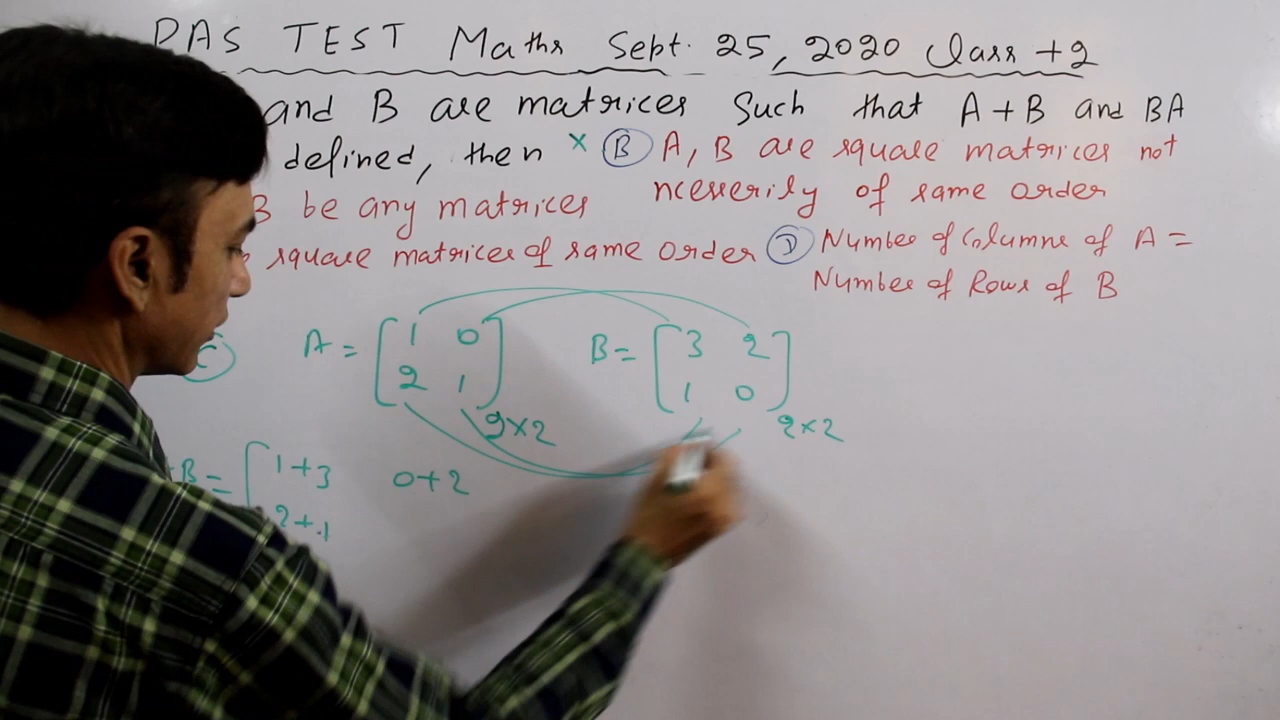 PAS TEST Maths Sept. 25, 2020 Class +2
and B are matrices Such that A+B and BA
defined, then × (B) A, B are square matrices not
B be any matrices nceserily of same order
square matrices of same order (D) Number of Columns of A =
Number of Rows of B
(C) A = [1 0 B = [3 2
2 1]2×2 1 0]2×2
B = [1+3 0+2
2+1